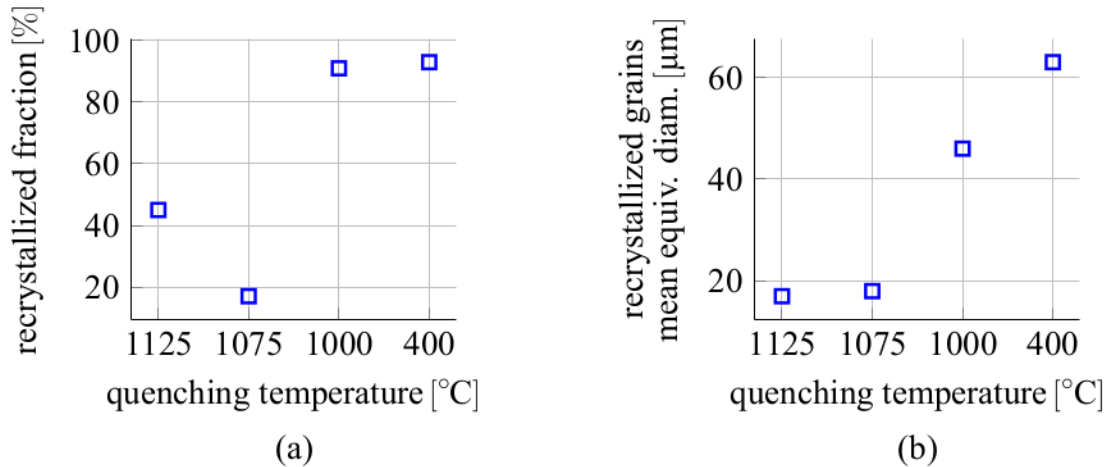 recrystallized fraction [%]
100
80
60
40
20
1125 1075 1000 400
quenching temperature [°C]
(a)
recrystallized grains
mean equiv. diam. [µm]
60
40
20
1125 1075 1000 400
quenching temperature [°C]
(b)